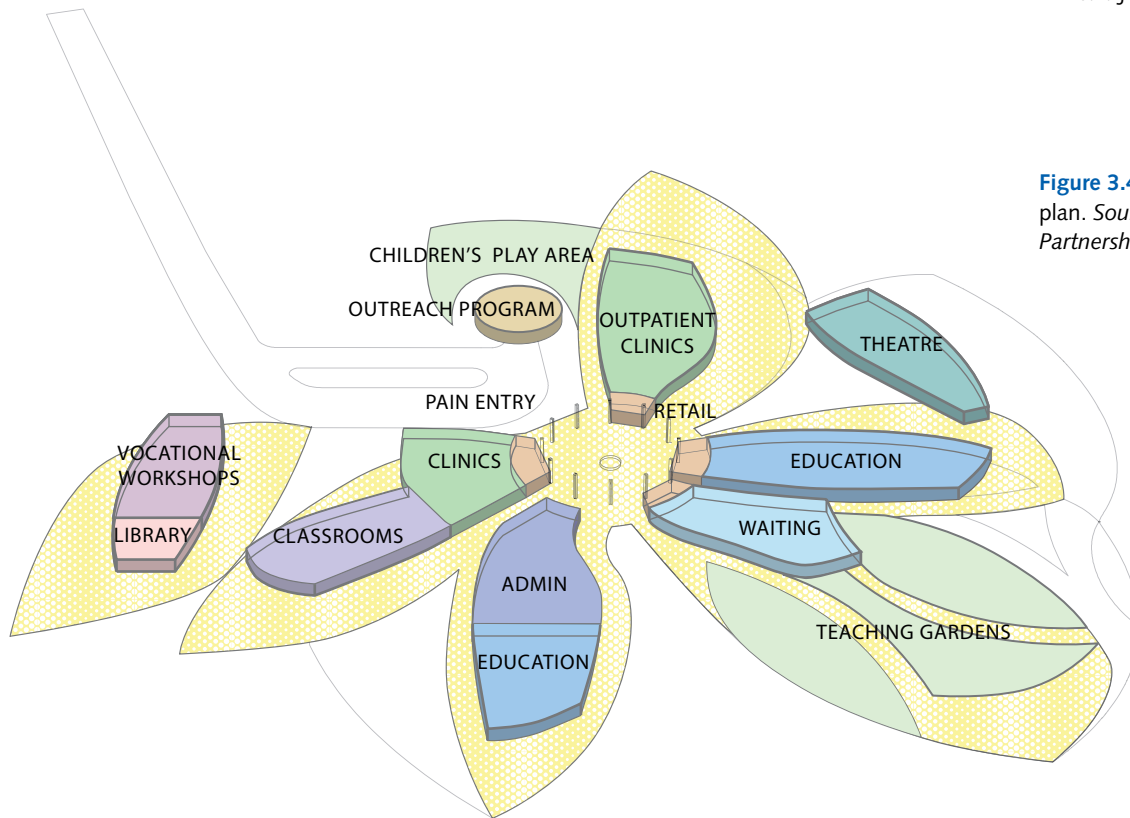 Figure 3.4
plan. Sou
Partnersh
CHILDREN'S PLAY AREA
OUTREACH PROGRAM
OUTPATIENT
CLINICS
THEATRE
PAIN ENTRY
RETAIL
VOCATIONAL
WORKSHOPS
LIBRARY
CLINICS
CLASSROOMS
EDUCATION
WAITING
ADMIN
EDUCATION
TEACHING GARDENS